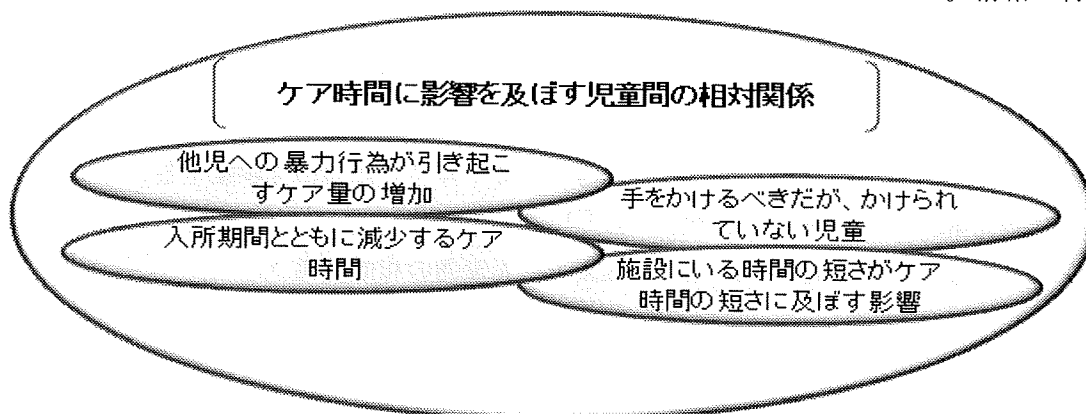 ケア時間に影響を及ぼす児童間の相対関係
他児への暴力行為が引き起こ
すケア量の増加
手をかけるべきだが、かけられ
ていない児童
入所期間とともに減少するケア
時間
施設にいる時間の短さがケア
時間の短さに及ぼす影響